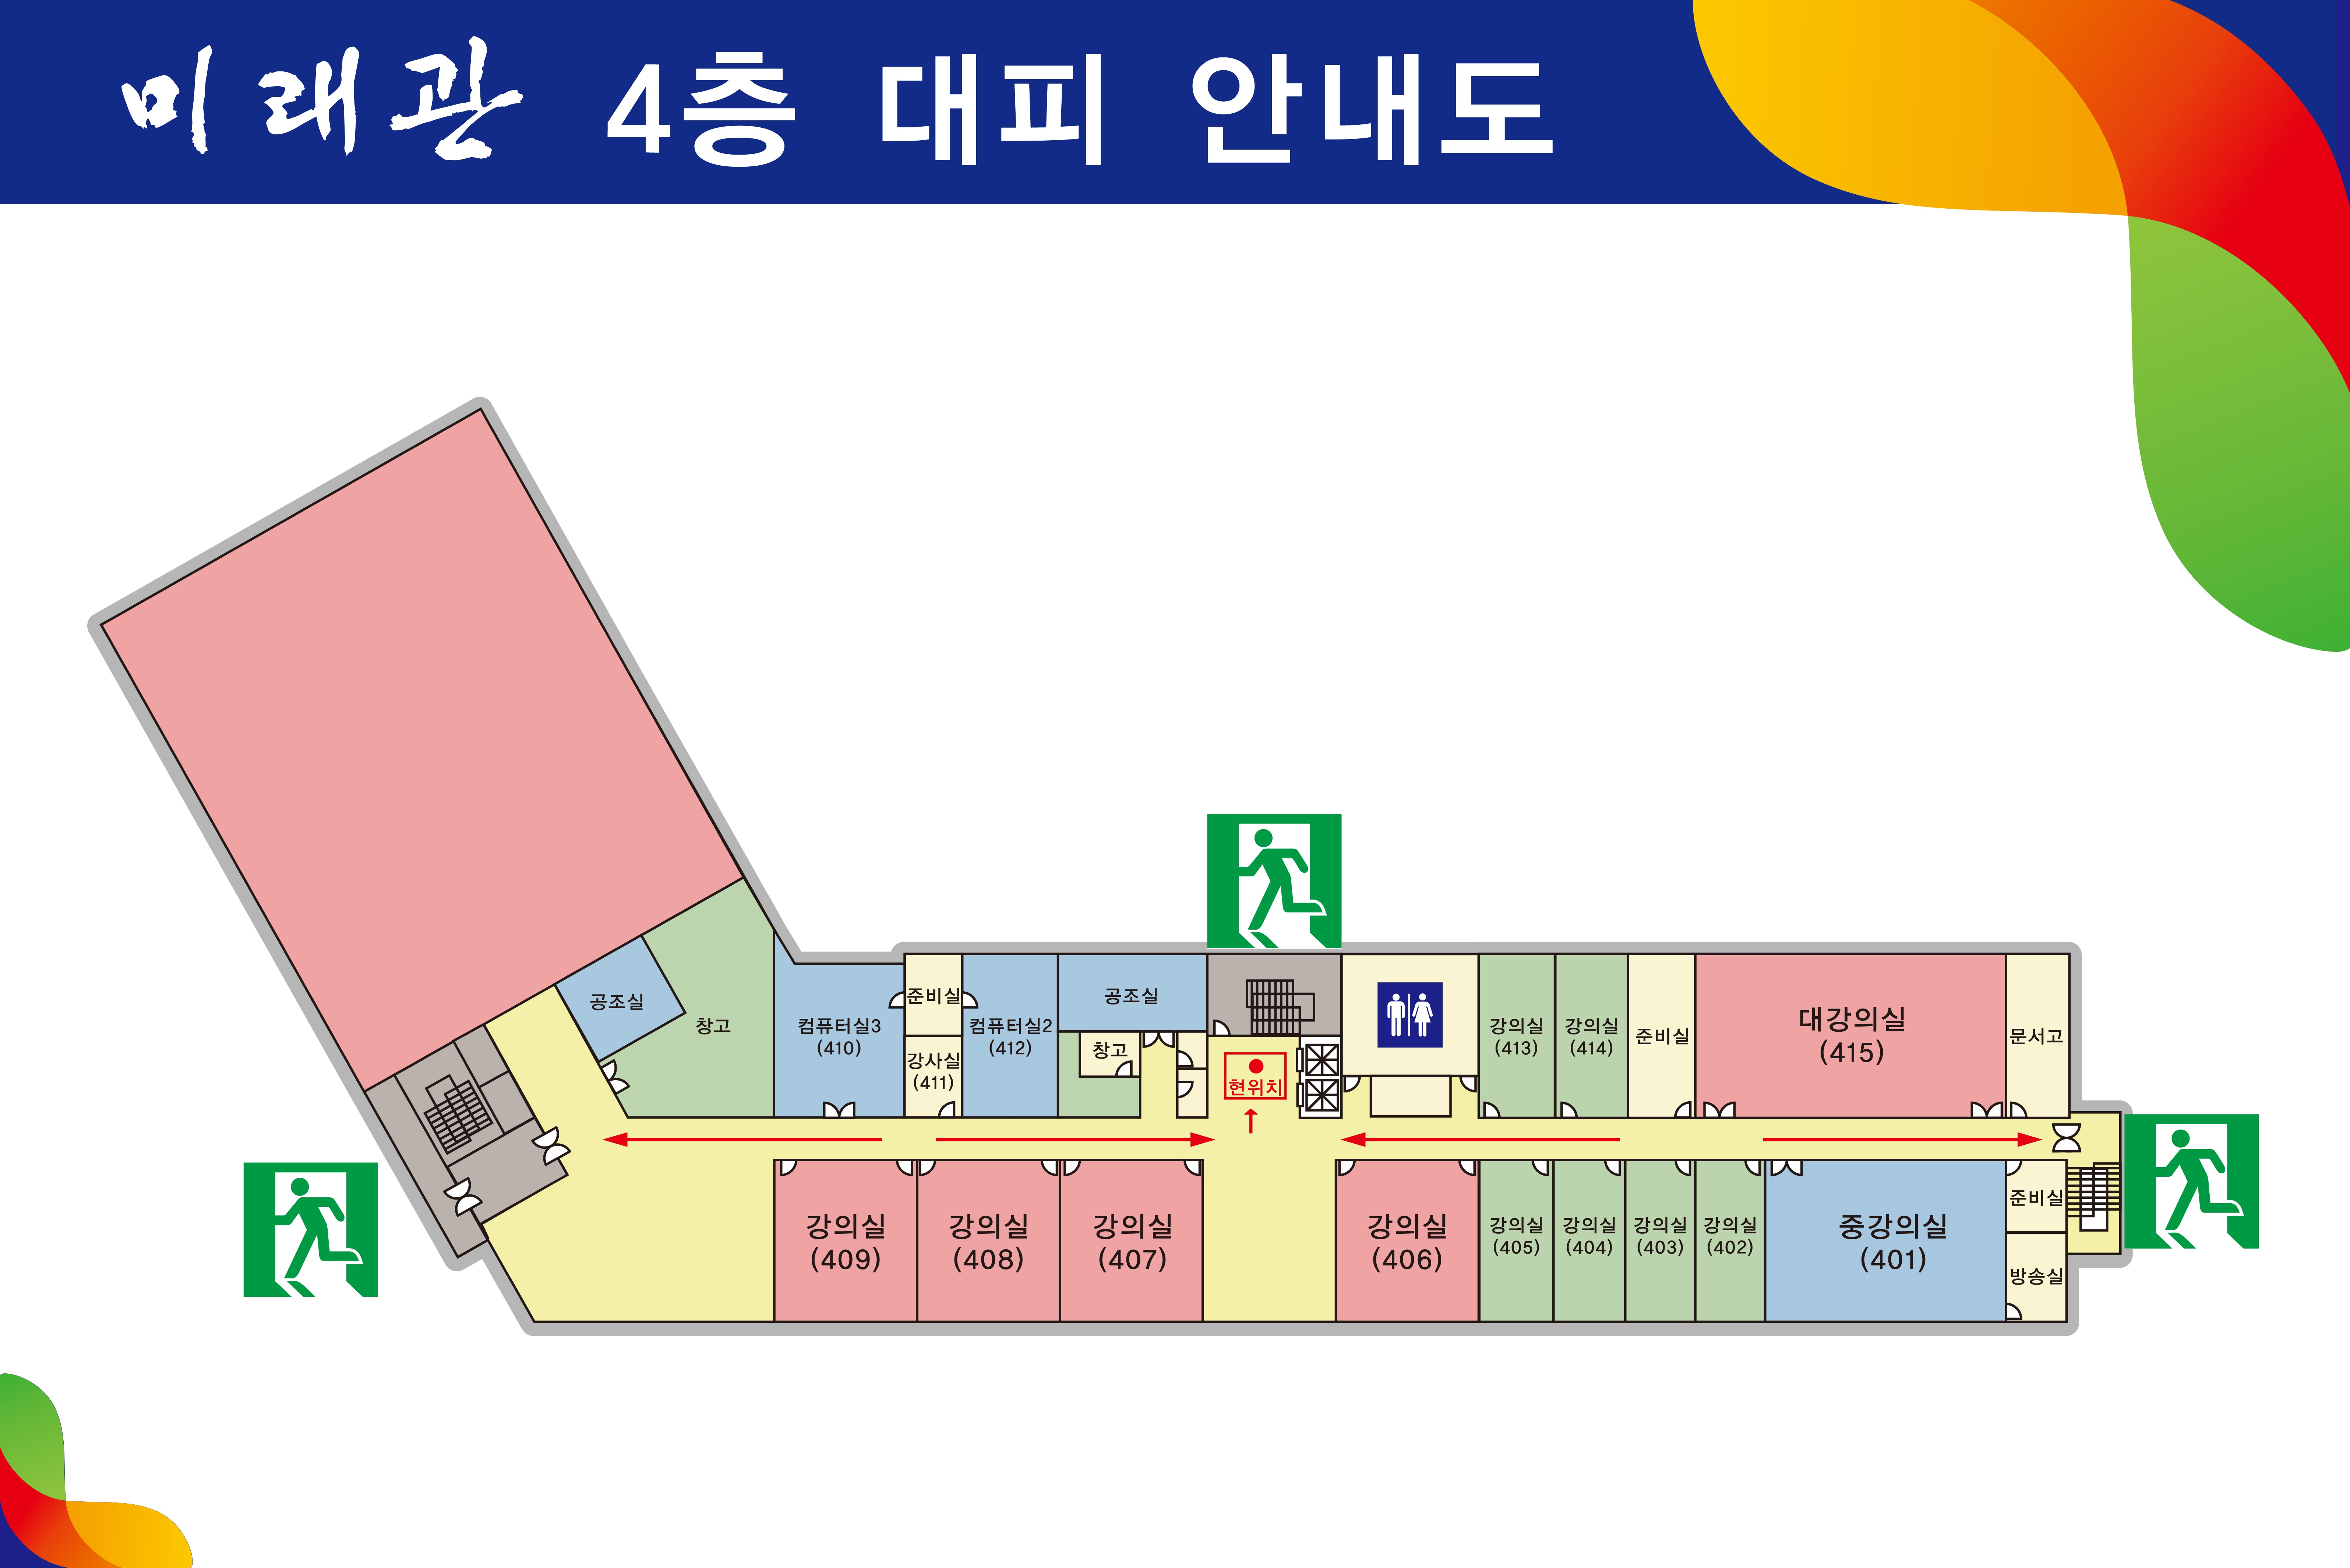 미래관 4층 대피 안내도
공조실
창고
컴퓨터실3
(410)
준비실
강사실
(411)
컴퓨터실2
(412)
공조실
창고
현위치
강의실
(413)
강의실
(414)
준비실
대강의실
(415)
문서고
강의실
(409)
강의실
(408)
강의실
(407)
강의실
(406)
강의실
(405)
강의실
(404)
강의실
(403)
강의실
(402)
중강의실
(401)
준비실
방송실